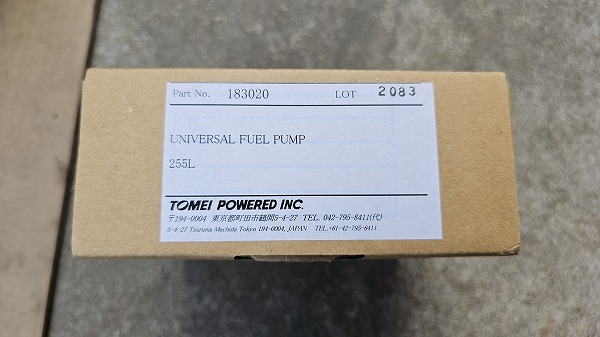 Part No. 183020 LOT 2083
UNIVERSAL FUEL PUMP
255L
TOMEI POWERED INC.
〒194-0004 東京都町田市鶴間5-4-27 TEL. 042-795-8411(代)
5-4-27 Tsuruma Machida Tokyo 194-0004, JAPAN TEL.+81-42-795-8411